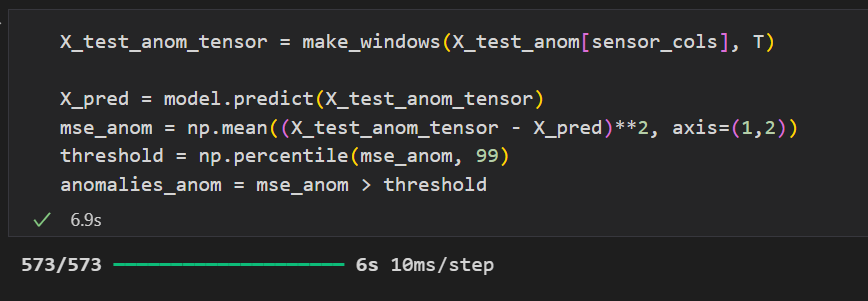 X_test_anom_tensor = make_windows(X_test_anom[sensor_cols], T)
X_pred = model.predict(X_test_anom_tensor)
mse_anom = np.mean((X_test_anom_tensor - X_pred)**2, axis=(1,2))
threshold = np.percentile(mse_anom, 99)
anomalies_anom = mse_anom > threshold
6.9s
573/573 ━━━━━━━━━━━━━━━━━━━━ 6s 10ms/step